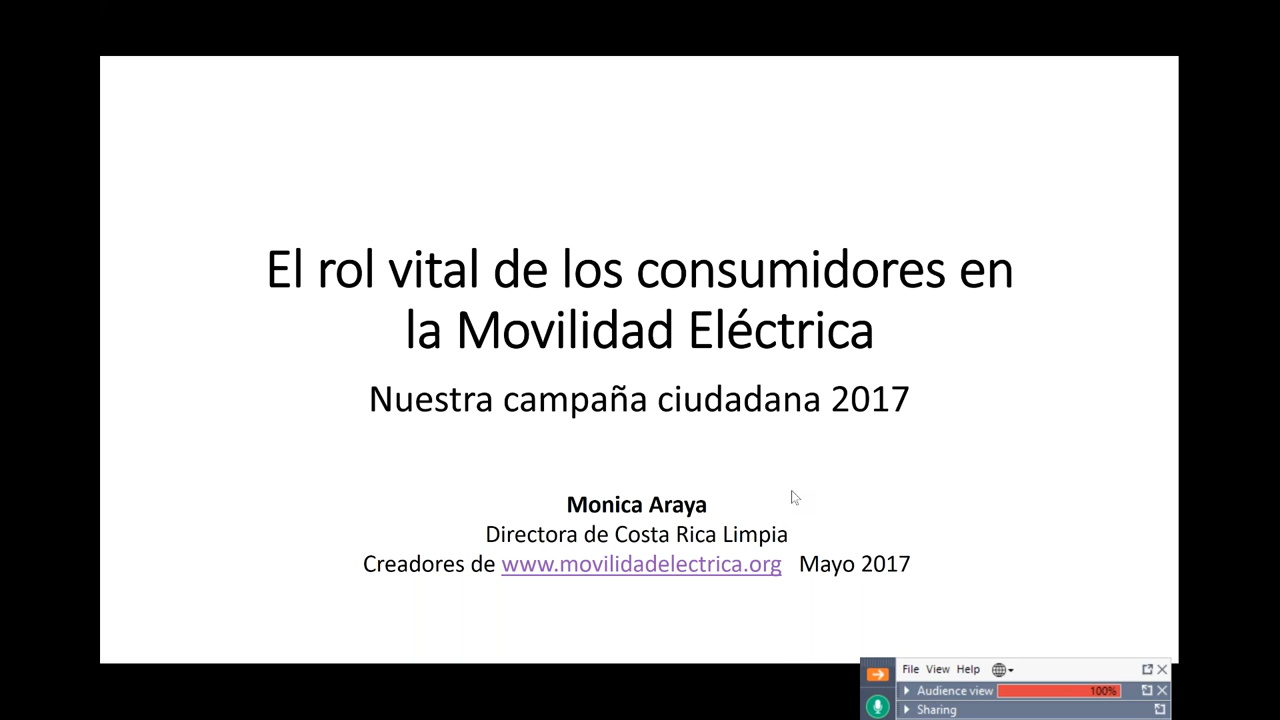 El rol vital de los consumidores en
la Movilidad Eléctrica
Nuestra campaña ciudadana 2017
Monica Araya
Directora de Costa Rica Limpia
Creadores de www.movilidadelectrica.org Mayo 2017
File View Help
Audience view 100%
Sharing